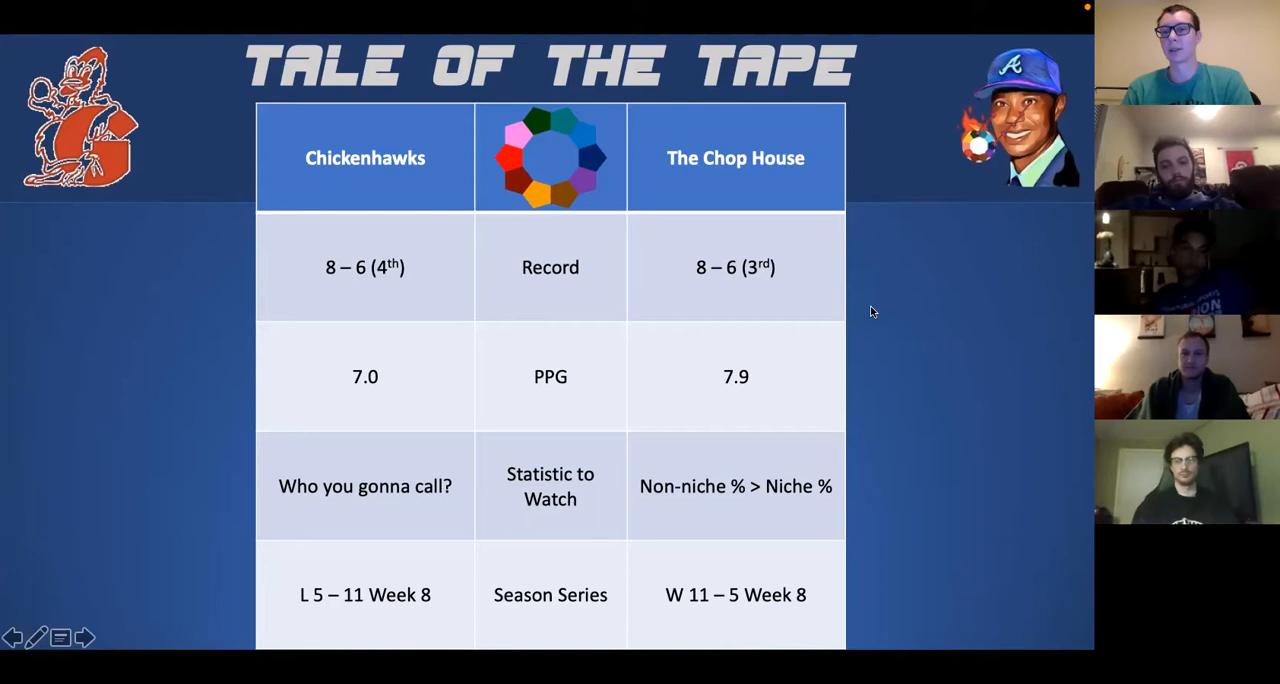 TALE OF THE TAPE
Chickenhawks
The Chop House
8 – 6 (4th)
Record
8 – 6 (3rd)
7.0
PPG
7.9
Who you gonna call?
Statistic to
Watch
Non-niche % > Niche %
L 5 – 11 Week 8
Season Series
W 11 – 5 Week 8
G
A